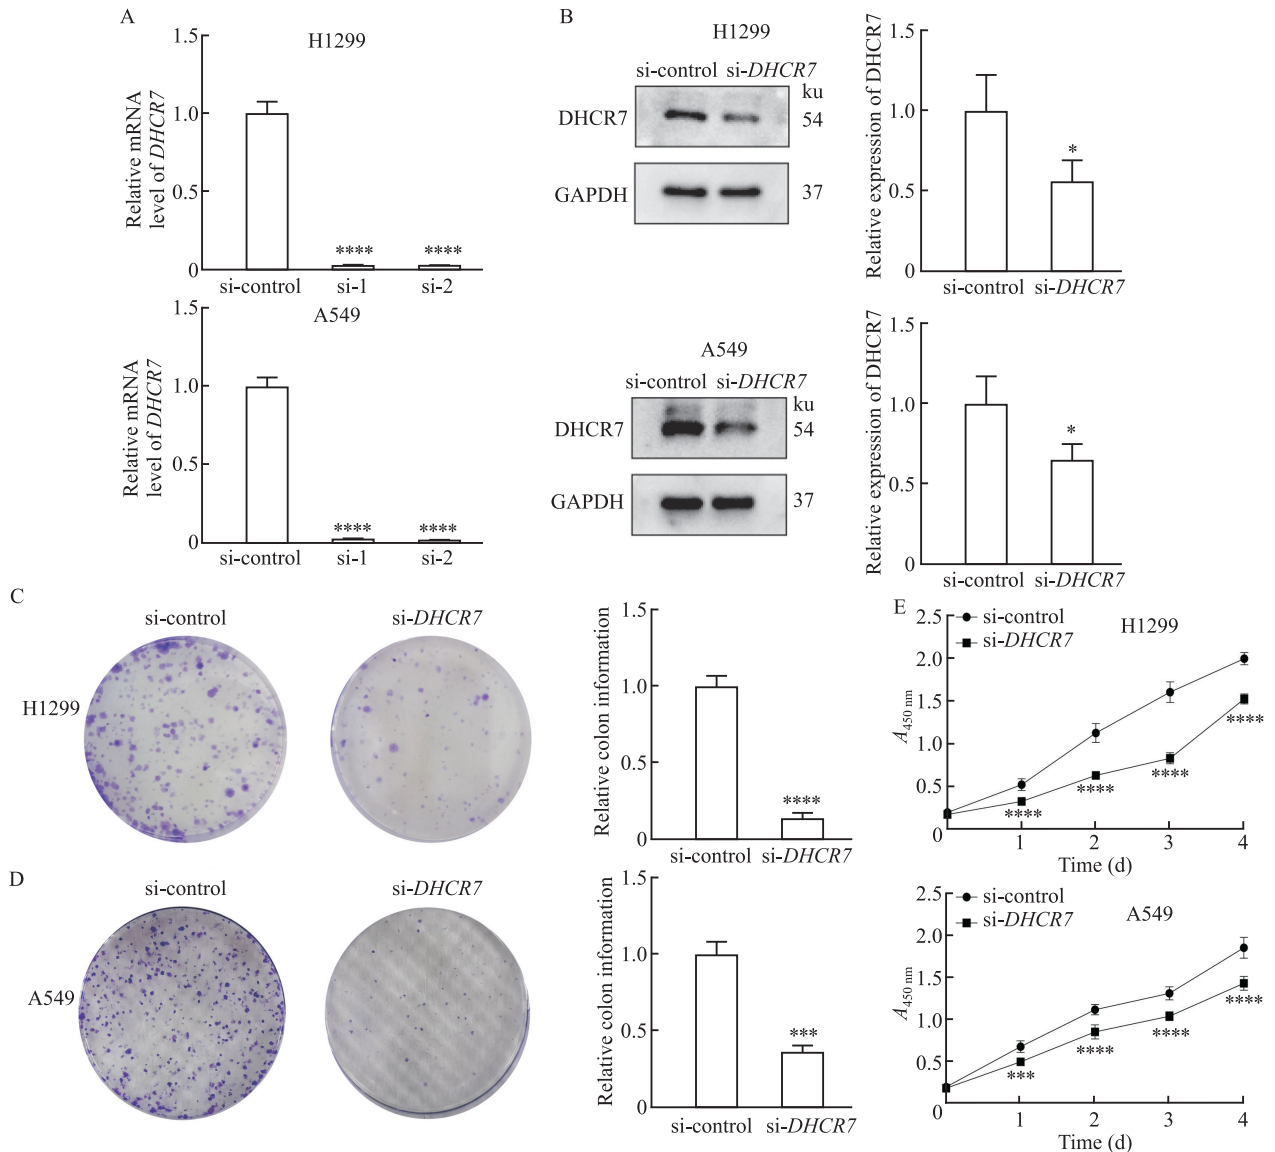 A
H1299
Relative mRNA
level of DHCR7
1.5
1.0
0.5
0
****
****
si-control
si-1
si-2
A549
Relative mRNA
level of DHCR7
1.5
1.0
0.5
0
****
****
si-control
si-1
si-2
B
H1299
si-control si-DHCR7
ku
DHCR7
54
GAPDH
37
Relative expression of DHCR7
1.5
1.0
0.5
0
*
si-control si-DHCR7
A549
si-control si-DHCR7
ku
DHCR7
54
GAPDH
37
Relative expression of DHCR7
1.5
1.0
0.5
0
*
si-control si-DHCR7
C
si-control
si-DHCR7
H1299
Relative colon information
1.5
1.0
0.5
0
****
si-control si-DHCR7
D
si-control
si-DHCR7
A549
Relative colon information
1.5
1.0
0.5
0
***
si-control si-DHCR7
E
si-control
si-DHCR7
H1299
A450 nm
2.5
2.0
1.5
1.0
0.5
0
****
****
****
****
1
2
3
4
Time (d)
si-control
si-DHCR7
A549
A450 nm
2.5
2.0
1.5
1.0
0.5
0
***
****
****
****
1
2
3
4
Time (d)